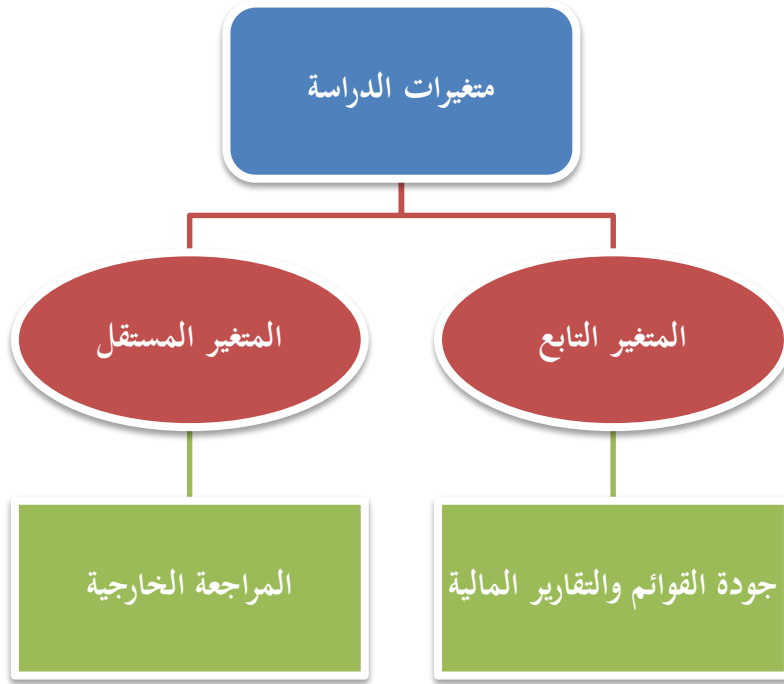 متغيرات الدراسة
المتغير التابع
المتغير المستقل
جودة القوائم والتقارير المالية
المراجعة الخارجية